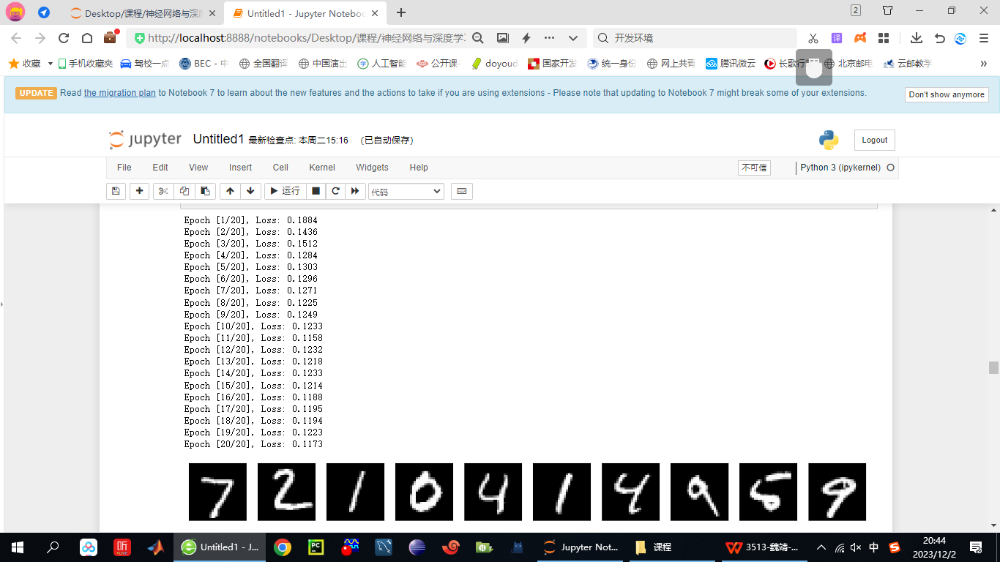 Desktop/课程/神经网络与深度
Untitled1 - Jupyter Notebo
2
http://localhost:8888/notebooks/Desktop/课程/神经网络与深度学
开发环境
译
收藏 手机收藏夹 驾校一点 BEC - 中 全国翻译 中国演出 人工智能 公开课 doyoud 国家开发 统一身份 网上共青 腾讯微云 长歌行 北京邮电 云邮教学 »
UPDATE Read the migration plan to Notebook 7 to learn about the new features and the actions to take if you are using extensions - Please note that updating to Notebook 7 might break some of your extensions. Don't show anymore
jupyter Untitled1 最新检查点: 本周二15:16 (已自动保存) Logout
File Edit View Insert Cell Kernel Widgets Help 不可信 Python 3 (ipykernel)
运行 代码
Epoch [1/20], Loss: 0.1884
Epoch [2/20], Loss: 0.1436
Epoch [3/20], Loss: 0.1512
Epoch [4/20], Loss: 0.1284
Epoch [5/20], Loss: 0.1303
Epoch [6/20], Loss: 0.1296
Epoch [7/20], Loss: 0.1271
Epoch [8/20], Loss: 0.1225
Epoch [9/20], Loss: 0.1249
Epoch [10/20], Loss: 0.1233
Epoch [11/20], Loss: 0.1158
Epoch [12/20], Loss: 0.1232
Epoch [13/20], Loss: 0.1218
Epoch [14/20], Loss: 0.1233
Epoch [15/20], Loss: 0.1214
Epoch [16/20], Loss: 0.1188
Epoch [17/20], Loss: 0.1195
Epoch [18/20], Loss: 0.1194
Epoch [19/20], Loss: 0.1223
Epoch [20/20], Loss: 0.1173
7 2 1 0 4 1 4 9 5 9
听 LIVE Untitled1 - J... PC Jupyter Not... 课程 3513-魏靖-... 中 20:44
2023/12/2